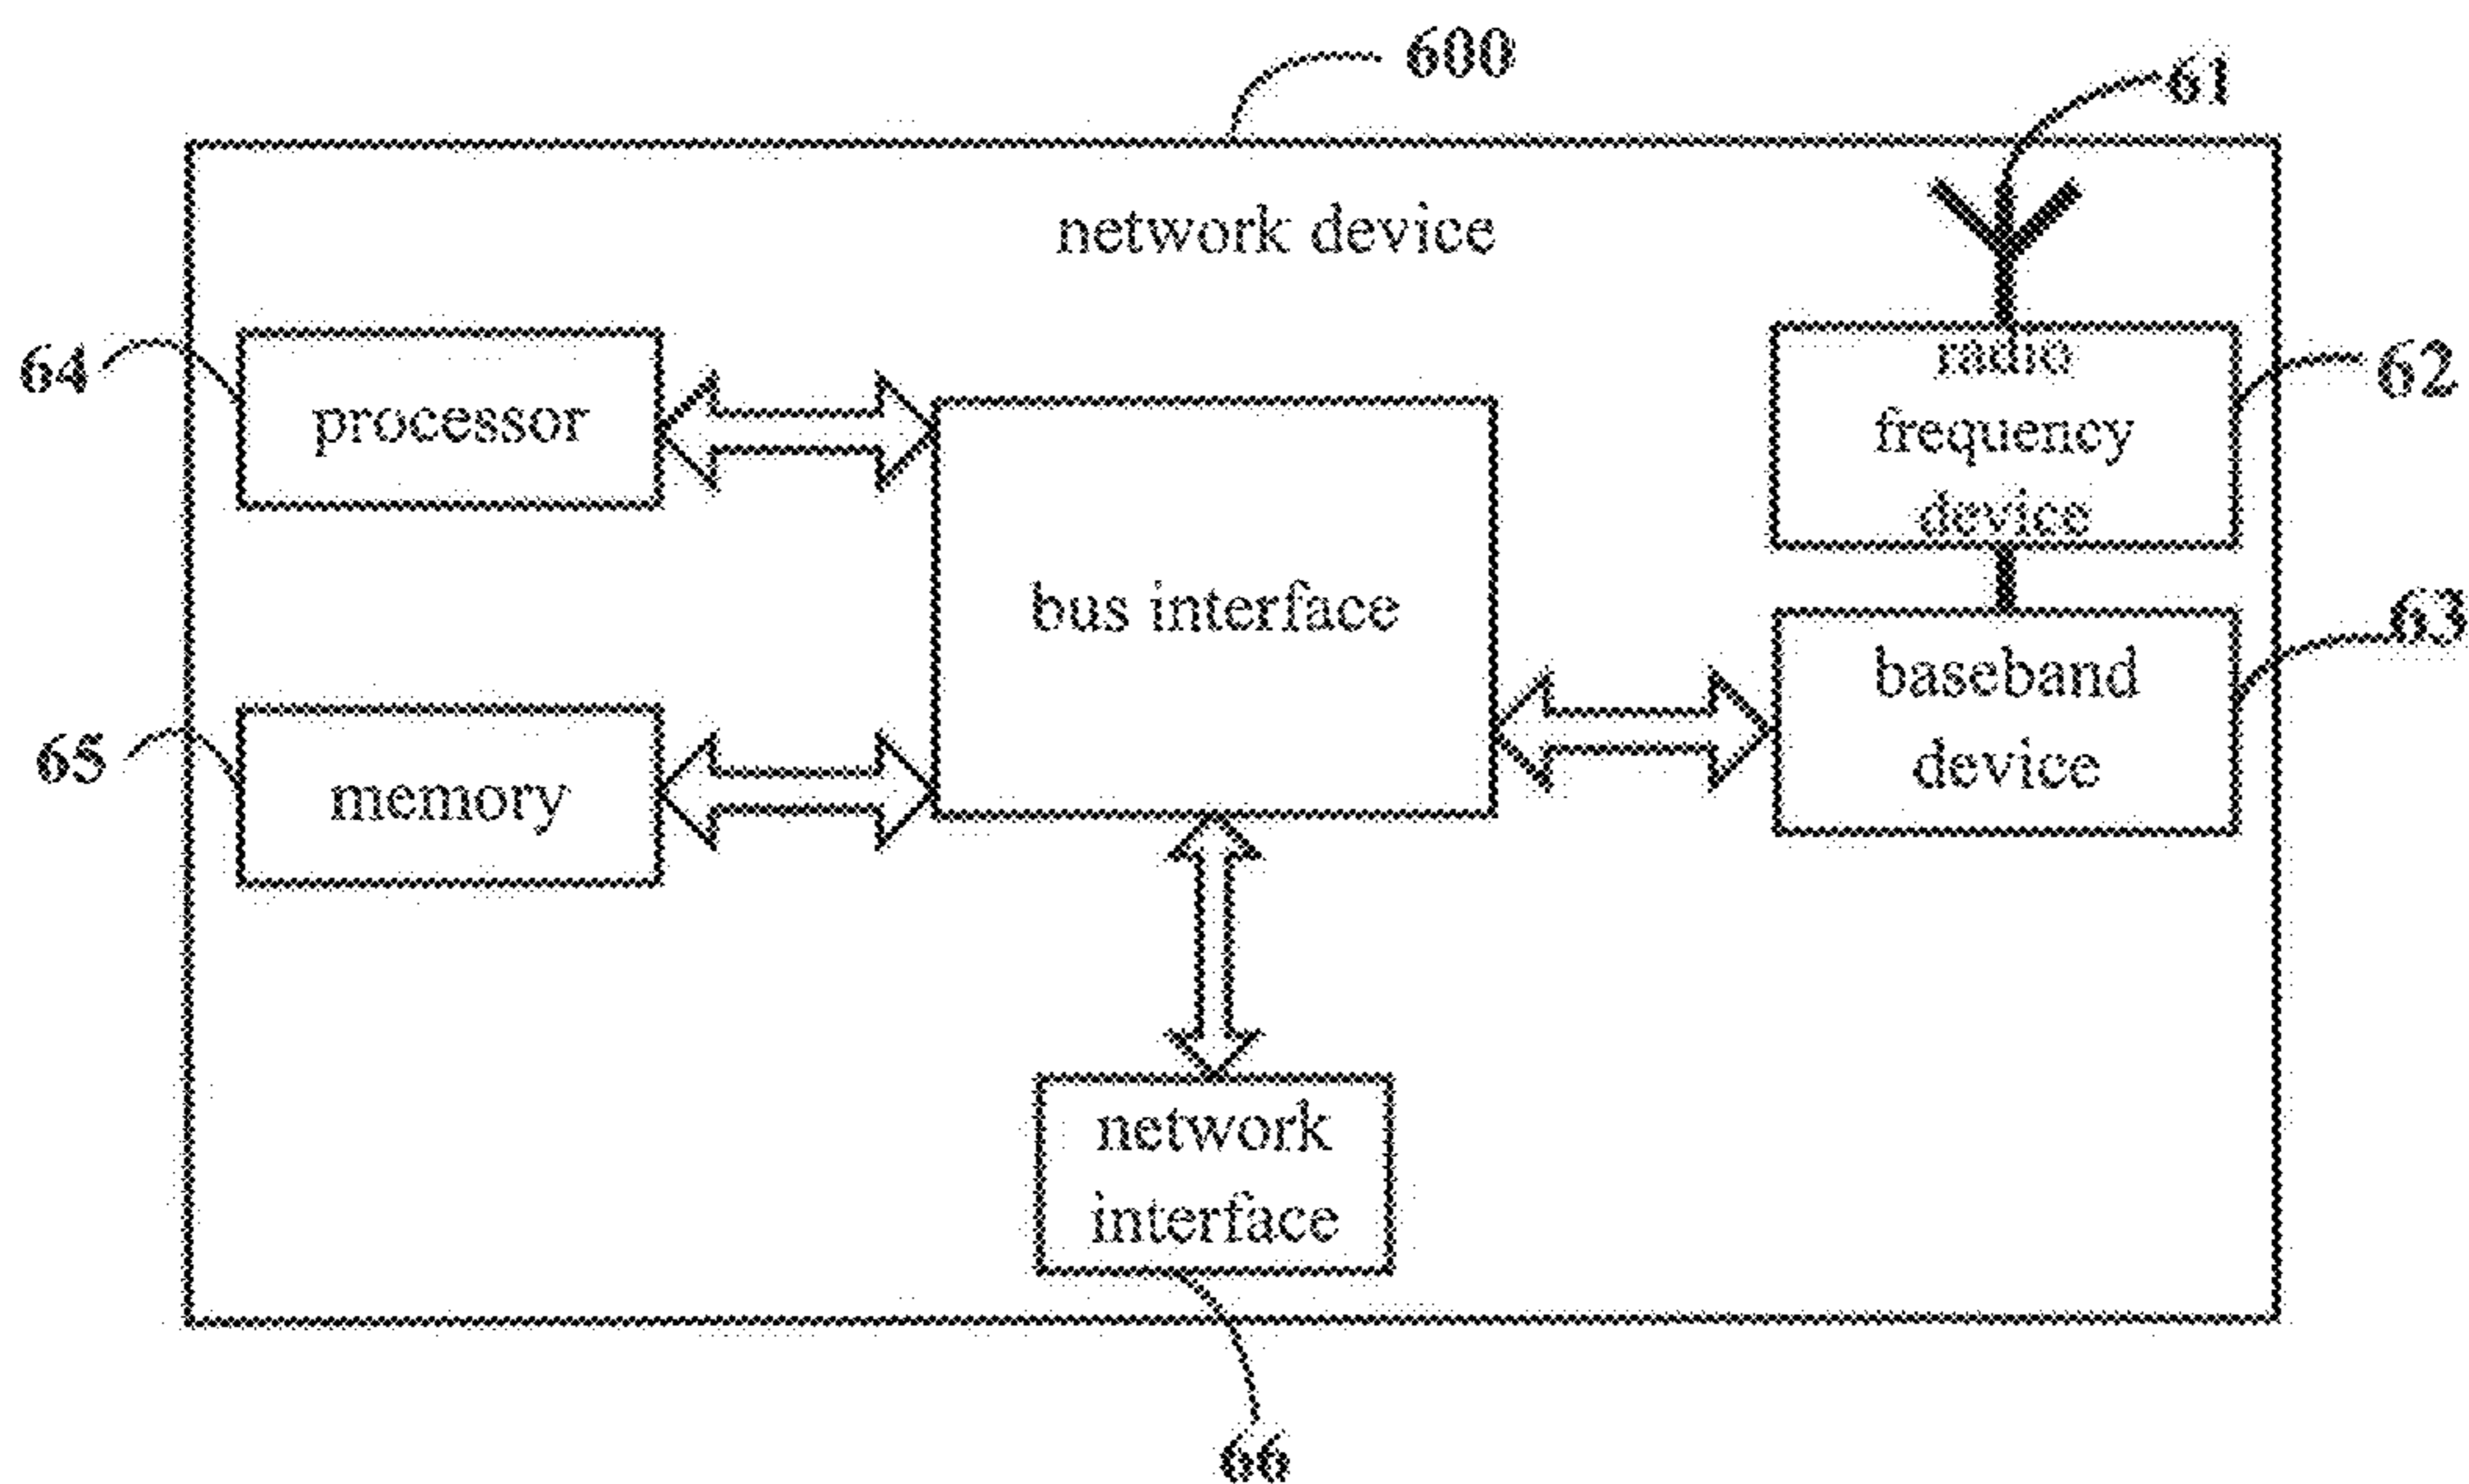 600
61
network device
64
processor
radio
frequency
device
62
bus interface
63
baseband
device
65
memory
network
interface
66